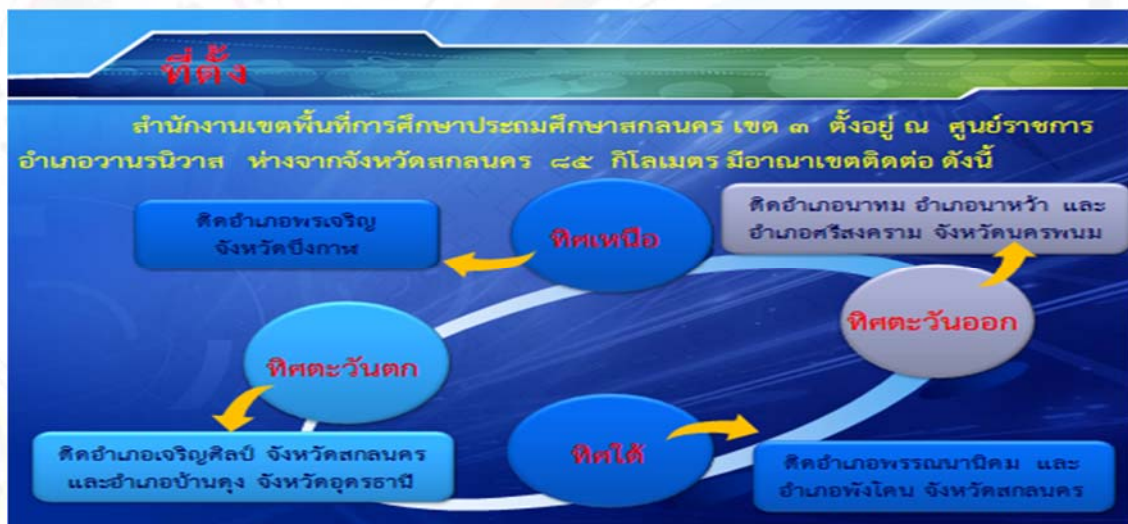 ที่ตั้ง
สำนักงานเขตพื้นที่การศึกษาประถมศึกษาสกลนคร เขต ๓ ตั้งอยู่ ณ ศูนย์ราชการ
อำเภอวานรนิวาส ห่างจากจังหวัดสกลนคร ๘๕ กิโลเมตร มีอาณาเขตติดต่อ ดังนี้
ทิศเหนือ
ติดอำเภอพรเจริญ
จังหวัดบึงกาฬ
ติดอำเภอนาทม อำเภอนาหว้า และ
อำเภอศรีสงคราม จังหวัดนครพนม
ทิศตะวันออก
ทิศตะวันตก
ติดอำเภอเจริญศิลป์ จังหวัดสกลนคร
และอำเภอบ้านดุง จังหวัดอุดรธานี
ทิศใต้
ติดอำเภอพรรณนานิคม และ
อำเภอพังโคน จังหวัดสกลนคร